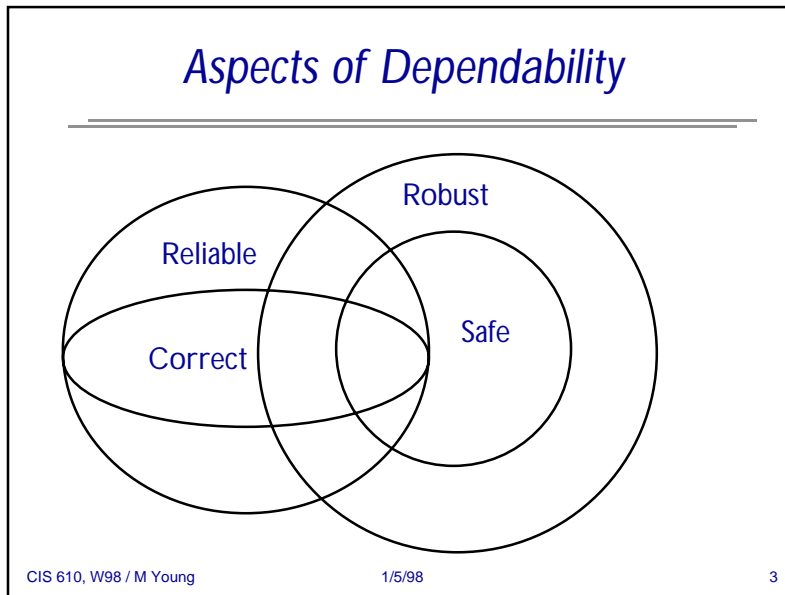 Aspects of Dependability
Robust
Reliable
Safe
Correct
CIS 610, W98 / M Young 1/5/98 3